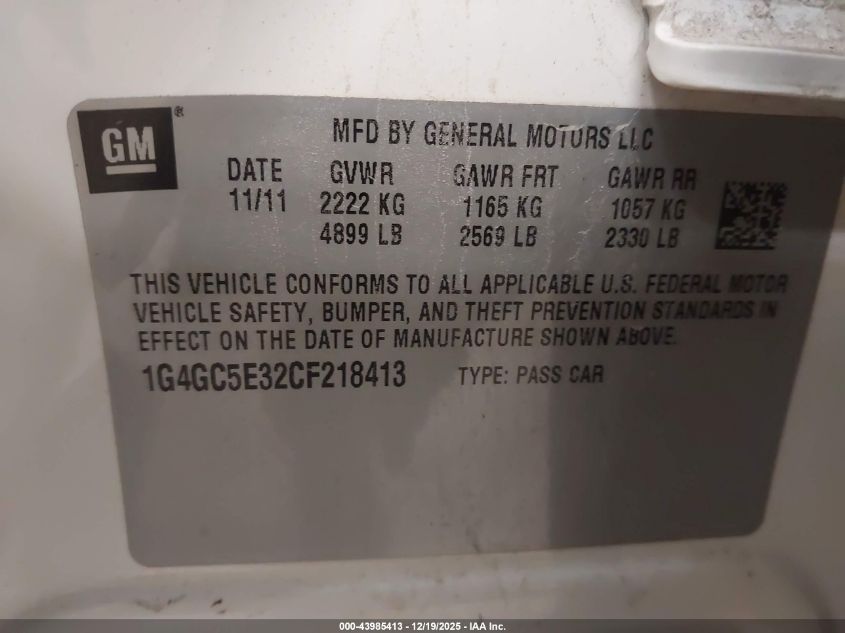 GM®
MFD BY GENERAL MOTORS LLC
DATE GVWR GAWR FRT GAWR RR
11/11 2222 KG 1165 KG 1057 KG
4899 LB 2569 LB 2330 LB
THIS VEHICLE CONFORMS TO ALL APPLICABLE U.S. FEDERAL MOTOR
VEHICLE SAFETY, BUMPER, AND THEFT PREVENTION STANDARDS IN
EFFECT ON THE DATE OF MANUFACTURE SHOWN ABOVE.
1G4GC5E32CF218413 TYPE: PASS CAR
000-43985413 - 12/19/2025 - IAA Inc.